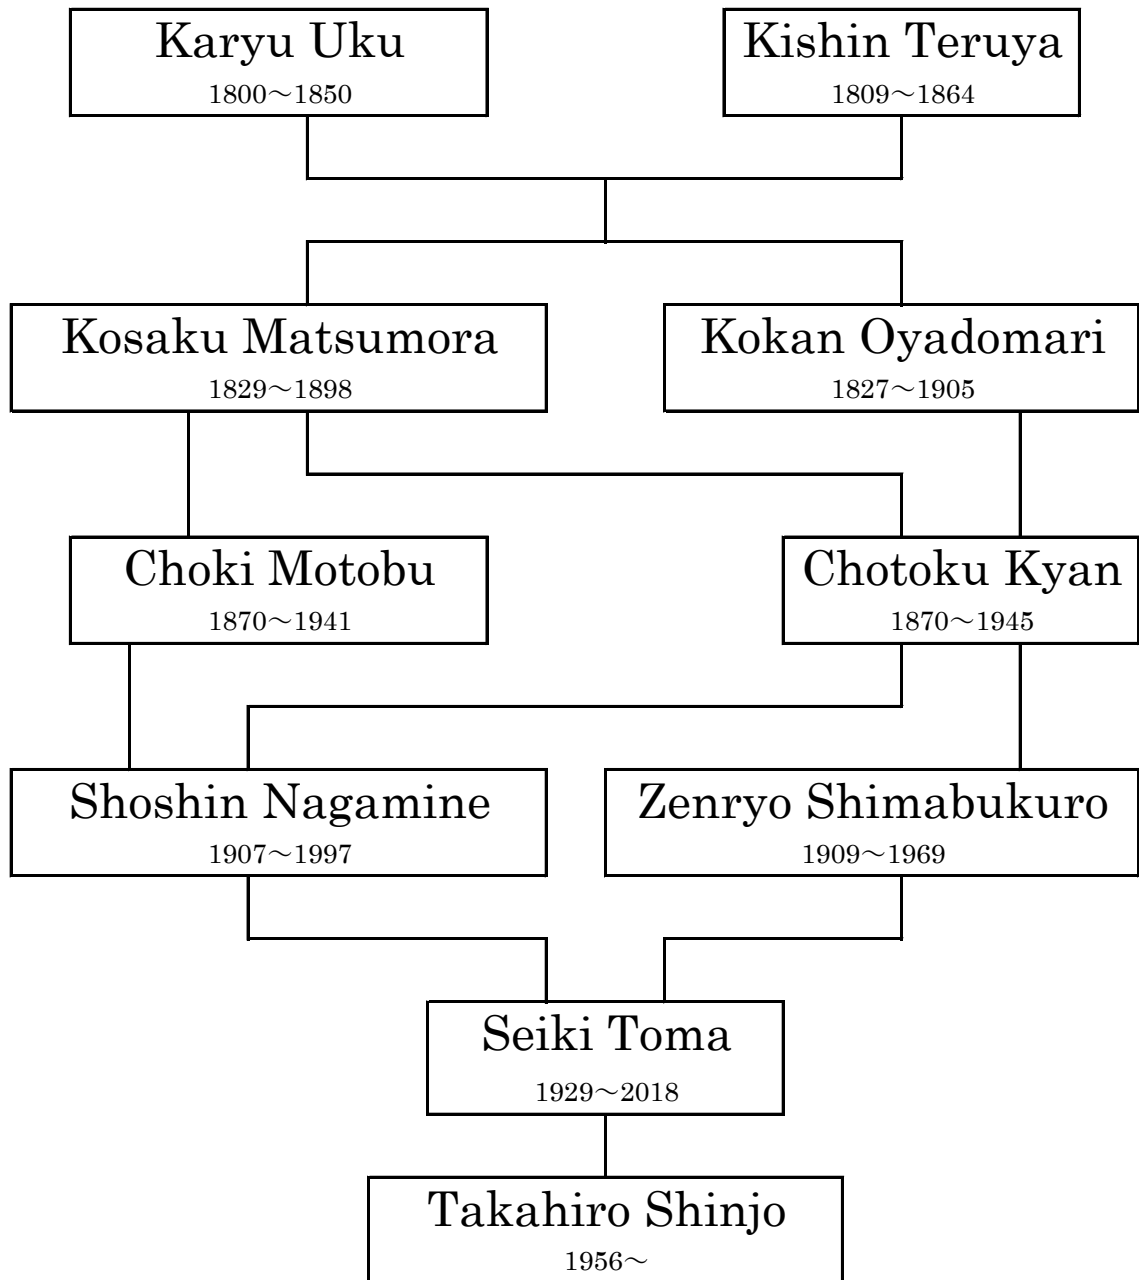 Karyu Uku
1800～1850
Kishin Teruya
1809～1864
Kosaku Matsumora
1829～1898
Kokan Oyadomari
1827～1905
Choki Motobu
1870～1941
Chotoku Kyan
1870～1945
Shoshin Nagamine
1907～1997
Zenryo Shimabukuro
1909～1969
Seiki Toma
1929～2018
Takahiro Shinjo
1956～